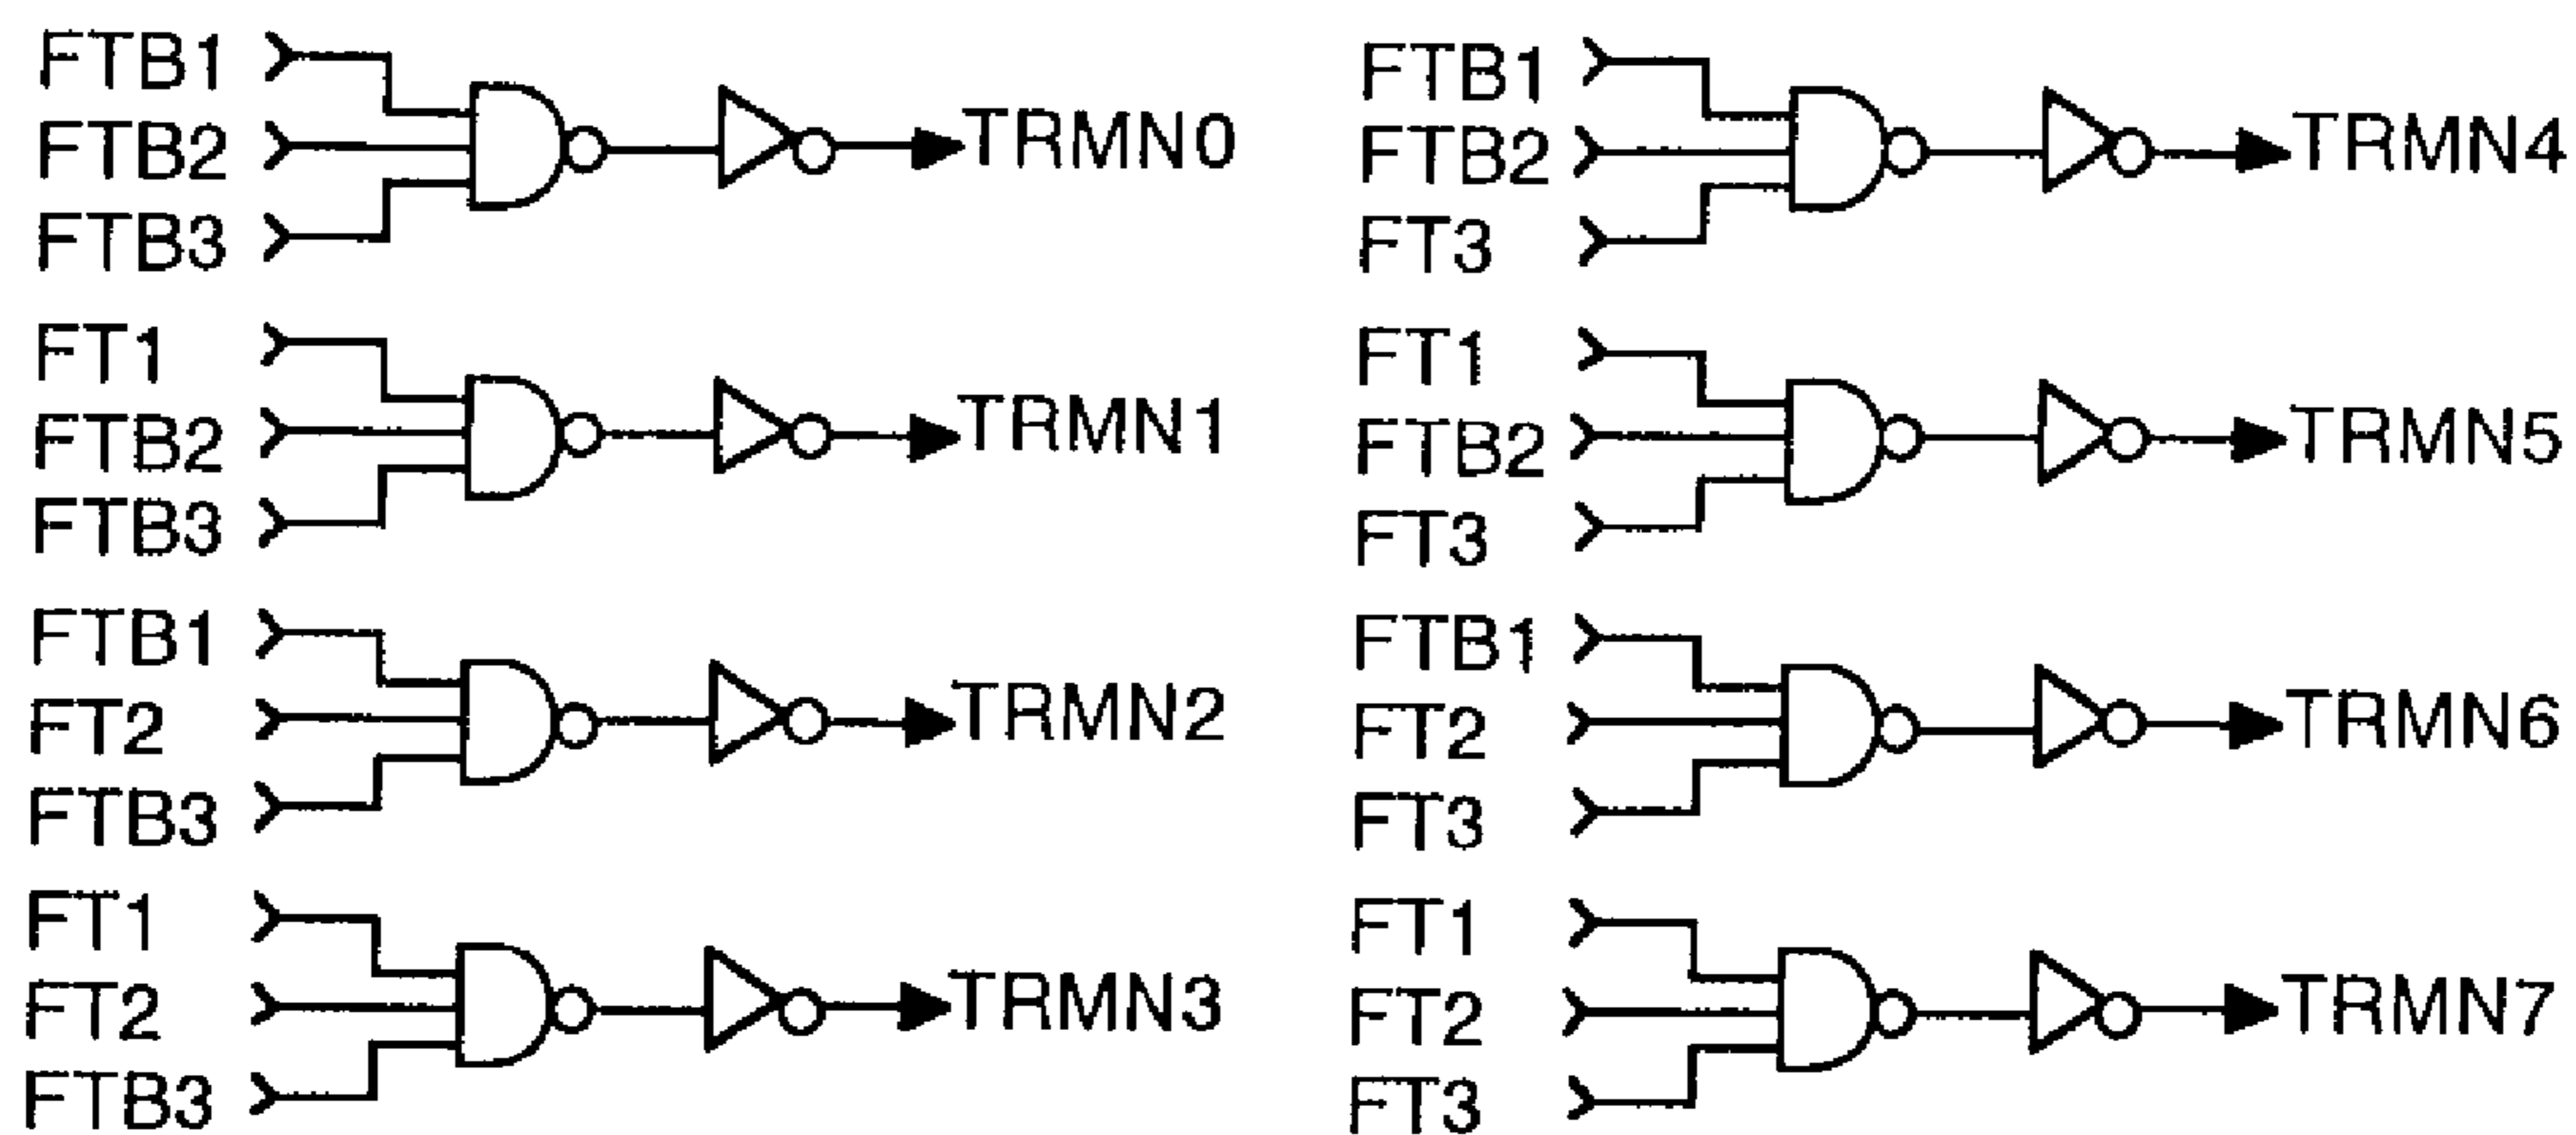 FTB1
FTB2
FTB3
TRMN0
FT1
FTB2
FTB3
TRMN1
FTB1
FT2
FTB3
TRMN2
FT1
FT2
FTB3
TRMN3
FTB1
FTB2
FT3
TRMN4
FT1
FTB2
FT3
TRMN5
FTB1
FT2
FT3
TRMN6
FT1
FT2
FT3
TRMN7